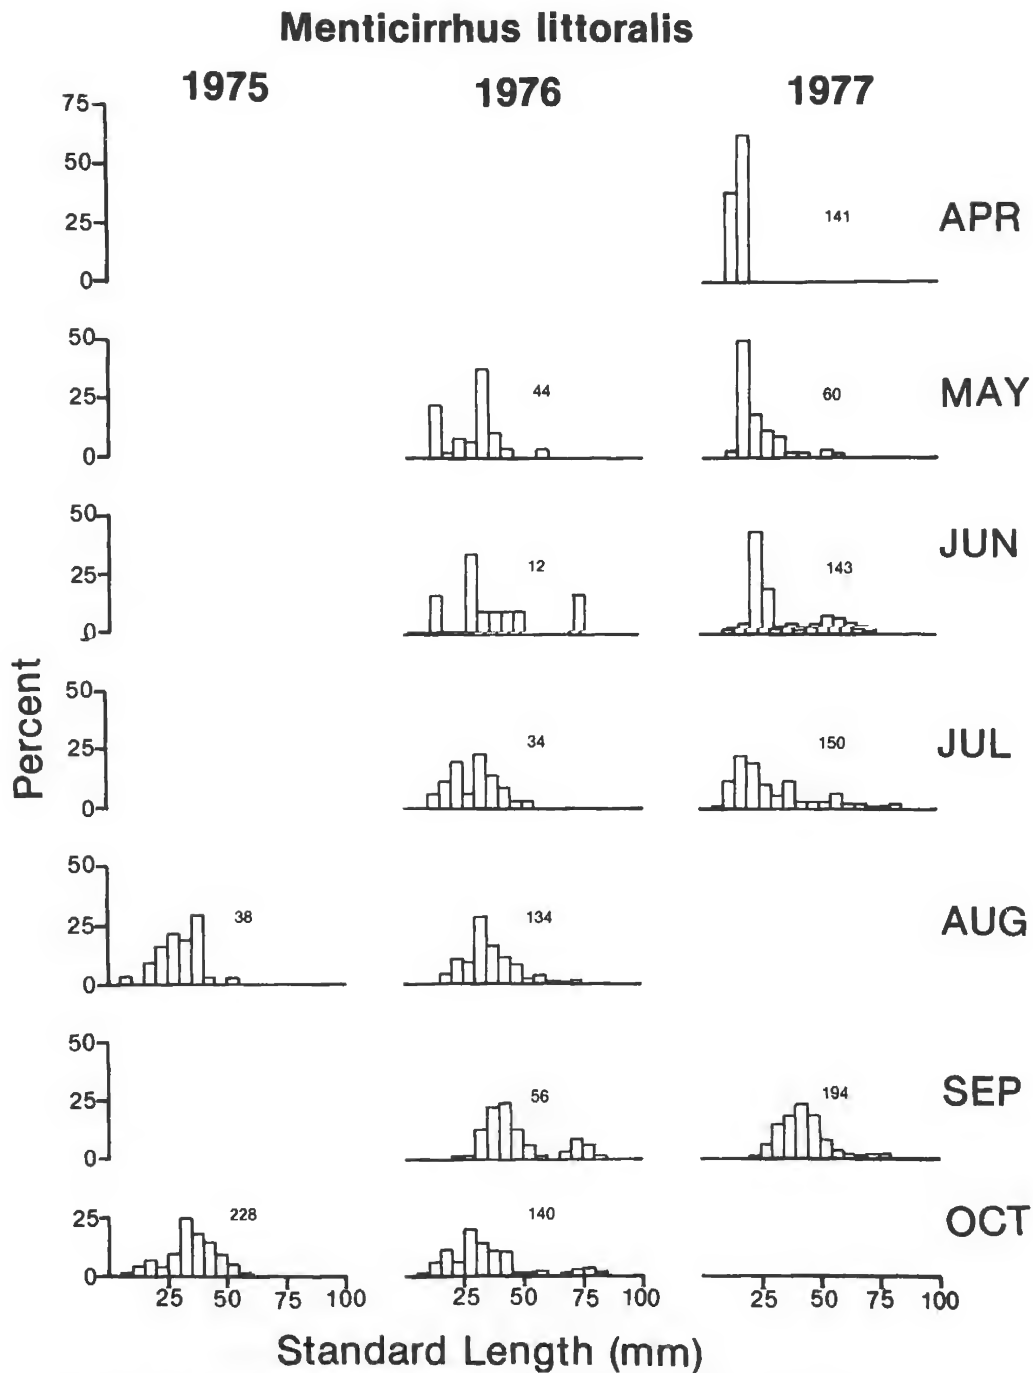 Menticirrhus littoralis
1975 1976 1977
75
50
25
0
141
APR
50
25
0
44
60
MAY
50
25
0
12
143
JUN
50
25
0
34
150
JUL
50
25
0
38
134
AUG
50
25
0
56
194
SEP
25
0
228
140
OCT
25 50 75 100 25 50 75 100 25 50 75 100
Percent
Standard Length (mm)